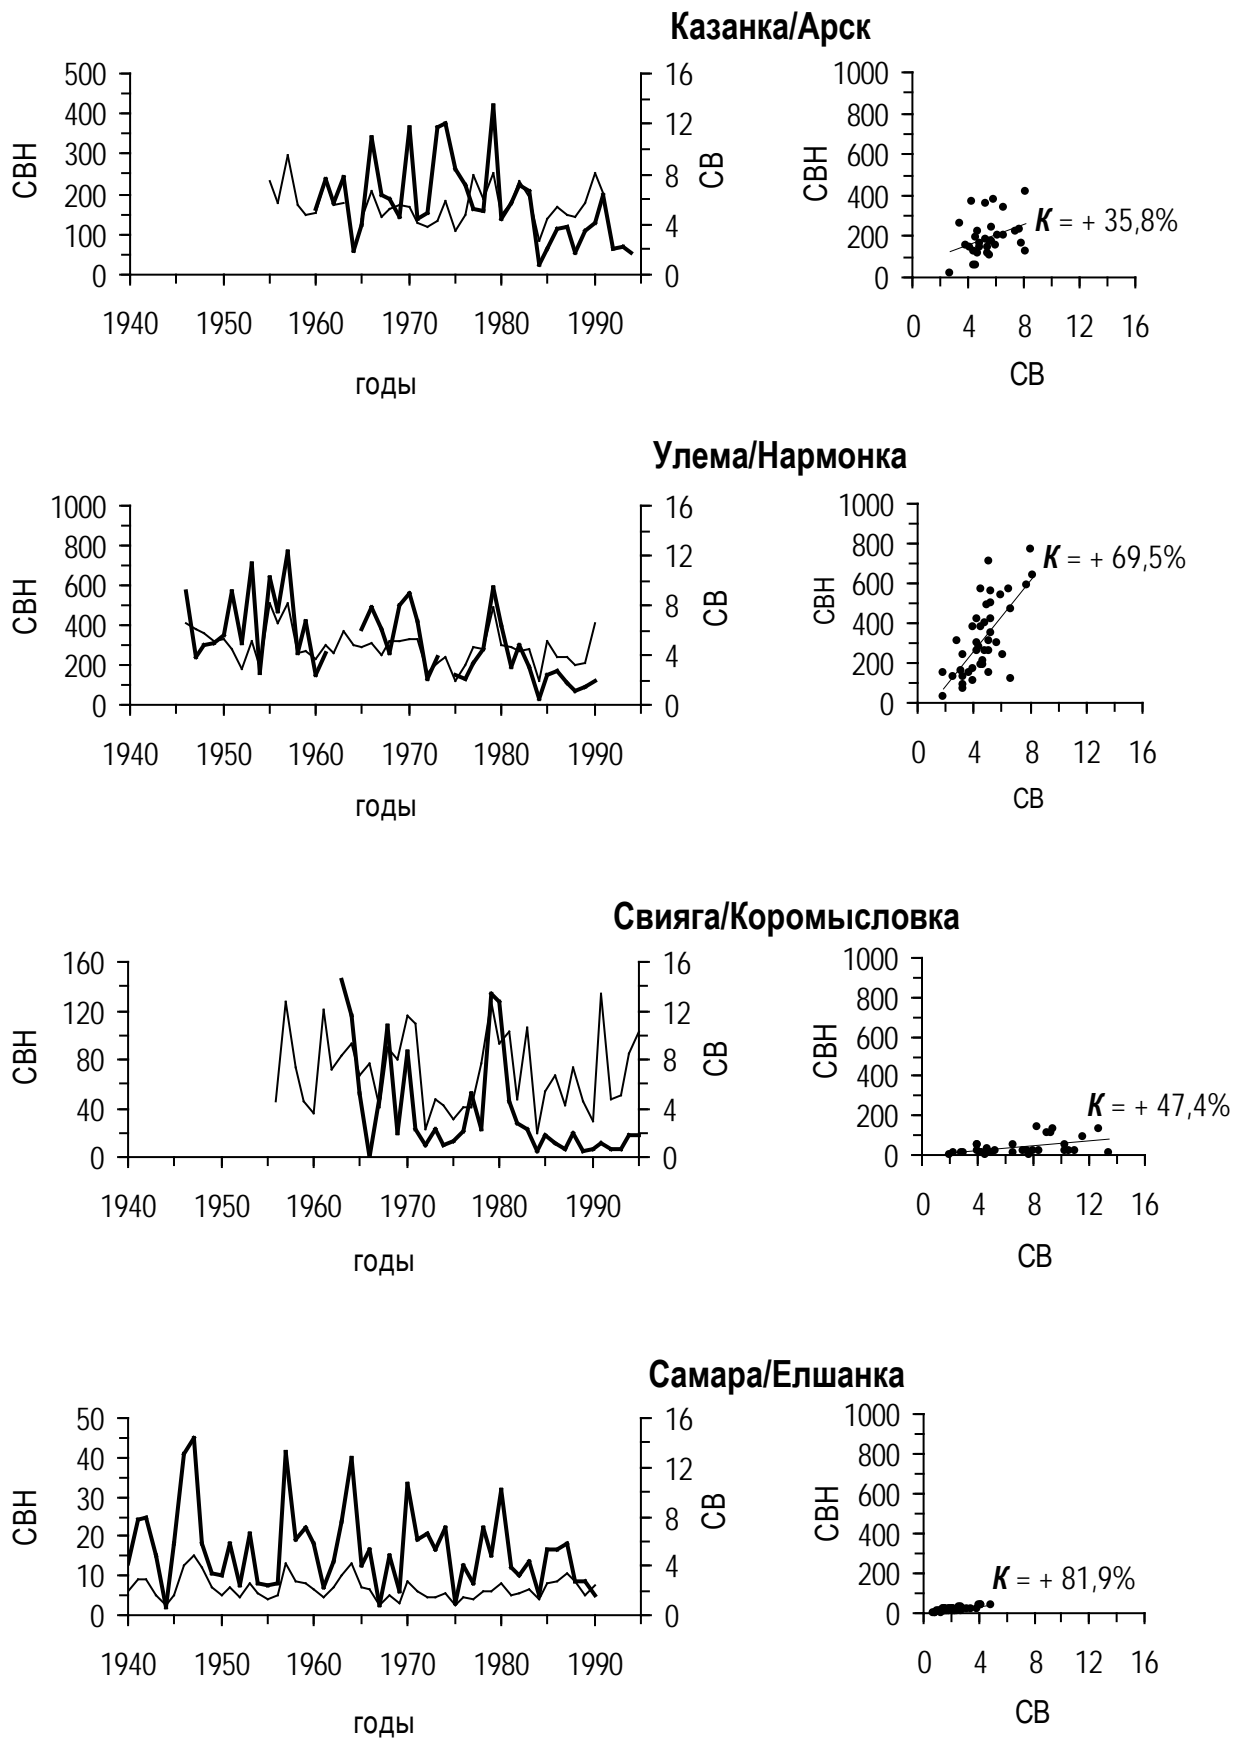 Казанка/Арск
500
400
300
200
100
0
СВН
16
12
8
4
0
СВ
1940 1950 1960 1970 1980 1990
годы
1000
800
600
400
200
0
СВН
К = + 35,8%
0 4 8 12 16
СВ
Улема/Нармонка
1000
800
600
400
200
0
СВН
16
12
8
4
0
СВ
1940 1950 1960 1970 1980 1990
годы
1000
800
600
400
200
0
СВН
К = + 69,5%
0 4 8 12 16
СВ
Свияга/Коромысловка
160
120
80
40
0
СВН
16
12
8
4
0
СВ
1940 1950 1960 1970 1980 1990
годы
1000
800
600
400
200
0
СВН
К = + 47,4%
0 4 8 12 16
СВ
Самара/Елшанка
50
40
30
20
10
0
СВН
16
12
8
4
0
СВ
1940 1950 1960 1970 1980 1990
годы
1000
800
600
400
200
0
СВН
К = + 81,9%
0 4 8 12 16
СВ